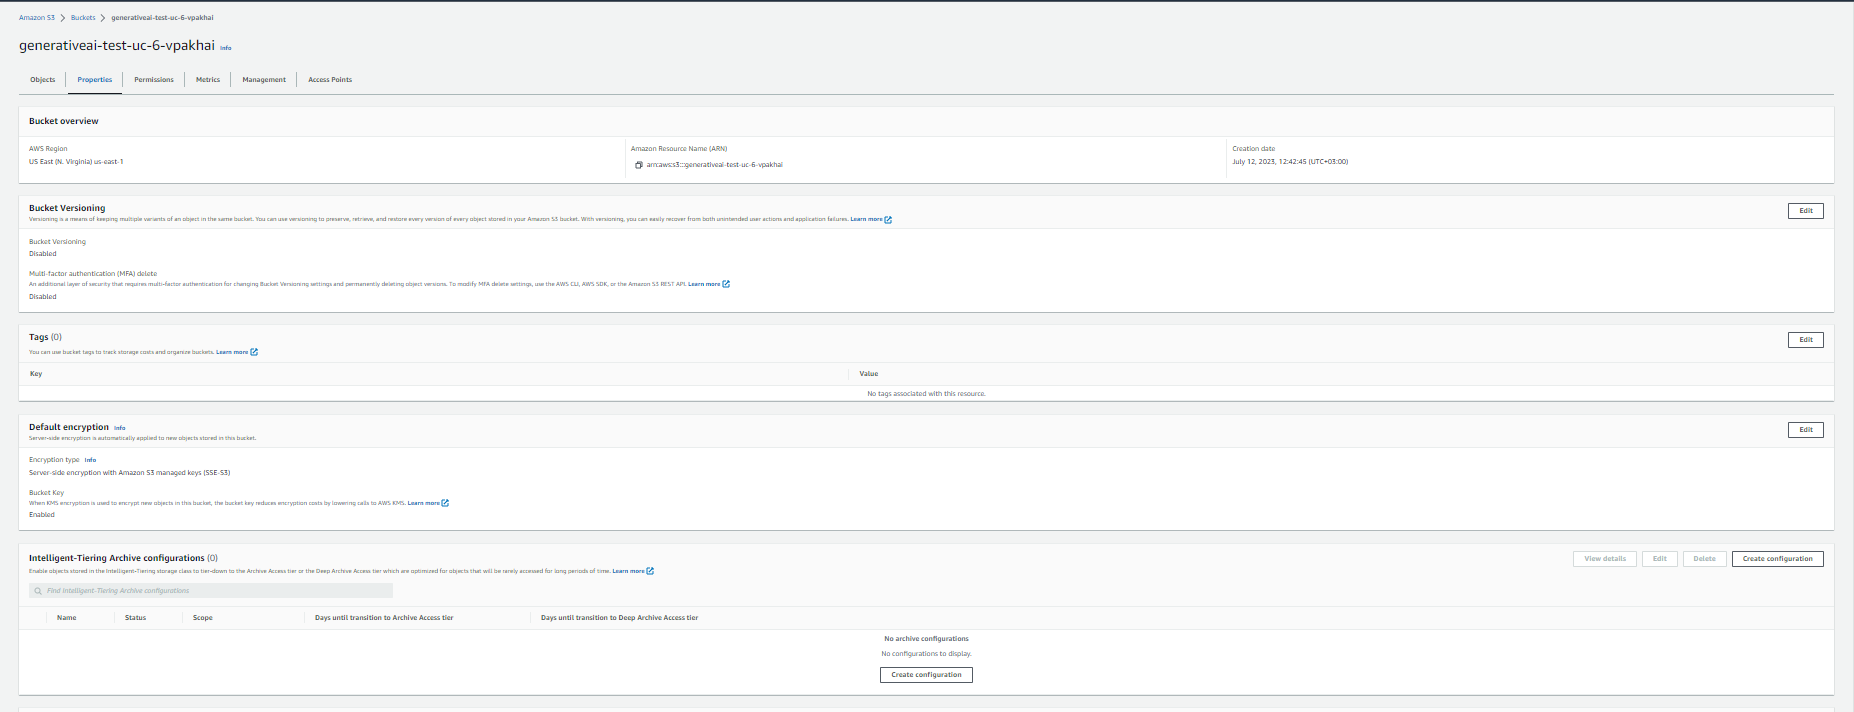 Amazon S3 > Buckets > generativeai-test-uc-6-vpakhai
generativeai-test-uc-6-vpakhai Info
Objects Properties Permissions Metrics Management Access Points
Bucket overview
AWS Region
US East (N. Virginia) us-east-1
Amazon Resource Name (ARN)
arn:aws:s3:::generativeai-test-uc-6-vpakhai
Creation date
July 12, 2023, 12:42:45 (UTC+03:00)
Bucket Versioning
Edit
Versioning is a means of keeping multiple variants of an object in the same bucket. You can use versioning to preserve, retrieve, and restore every version of every object stored in your Amazon S3 bucket. With versioning, you can easily recover from both unintended user actions and application failures. Learn more
Bucket Versioning
Disabled
Multi-factor authentication (MFA) delete
An additional layer of security that requires multi-factor authentication for changing Bucket Versioning settings and permanently deleting object versions. To modify MFA delete settings, use the AWS CLI, AWS SDK, or the Amazon S3 REST API. Learn more
Disabled
Tags (0)
Edit
You can use bucket tags to track storage costs and organize buckets. Learn more
Key Value
No tags associated with this resource.
Default encryption Info
Edit
Server-side encryption is automatically applied to new objects stored in this bucket.
Encryption type Info
Server-side encryption with Amazon S3 managed keys (SSE-S3)
Bucket Key
When KMS encryption is used to encrypt new objects in this bucket, the bucket key reduces encryption costs by lowering calls to AWS KMS. Learn more
Enabled
Intelligent-Tiering Archive configurations (0)
View details Edit Delete Create configuration
Enable objects stored in the Intelligent-Tiering storage class to tier-down to the Archive Access tier or the Deep Archive Access tier which are optimized for objects that will be rarely accessed for long periods of time. Learn more
Find Intelligent-Tiering Archive configurations
Name Status Scope Days until transition to Archive Access tier Days until transition to Deep Archive Access tier
No archive configurations
No configurations to display.
Create configuration